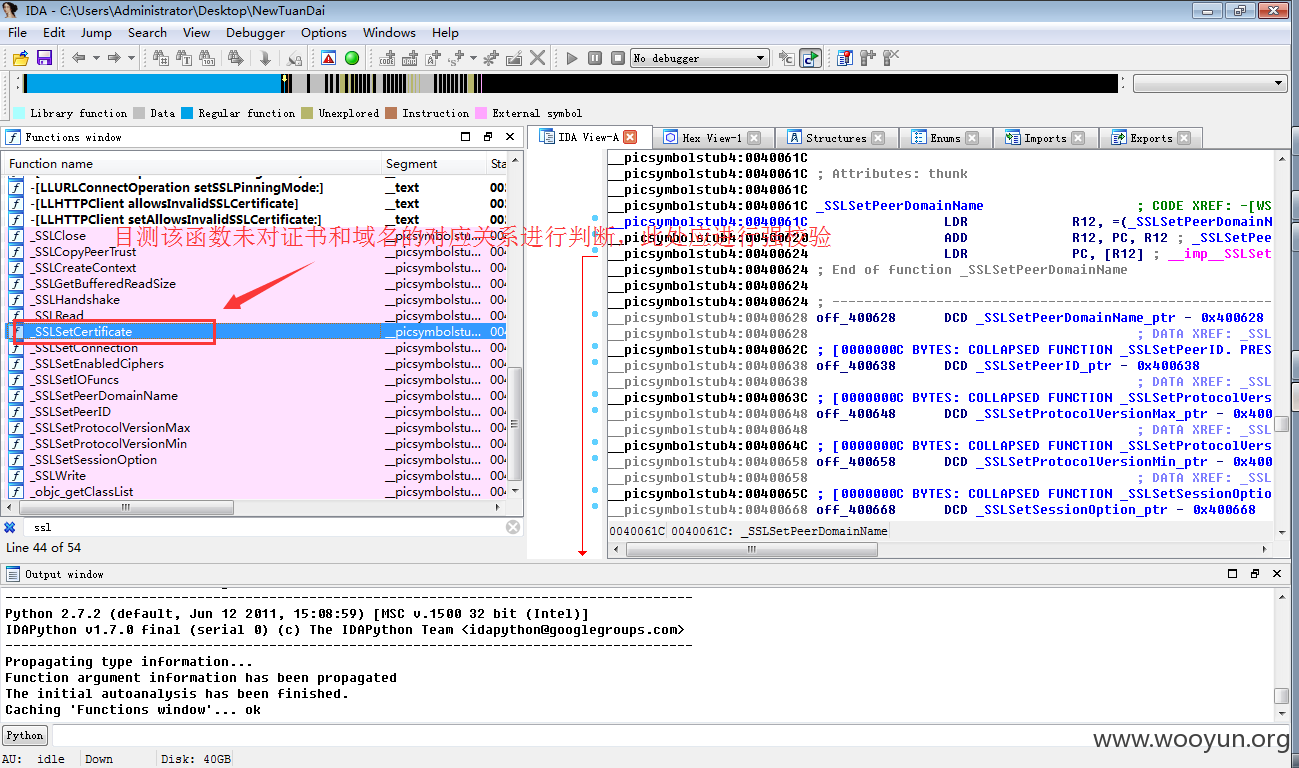 IDA - C:\Users\Administrator\Desktop\NewTuanDai
File Edit Jump Search View Debugger Options Windows Help
No debugger
Library function Data Regular function Unexplored Instruction External symbol
Functions window
Function name Segment Sta
-[LLURLConnectOperation setSSLPinningMode:] __text 00
-[LLHTTPClient allowsInvalidSSLCertificate] __text 00
-[LLHTTPClient setAllowsInvalidSSLCertificate:] __text 00
_SSLClose
目测该函数未对证书和域名的对应关系进行判断，此处应进行强校验
_SSLCopyPeerTrust __picsymbolstu... 00
_SSLCreateContext __picsymbolstu... 00
_SSLGetBufferedReadSize __picsymbolstu... 00
_SSLHandshake __picsymbolstu... 00
_SSLRead __picsymbolstu... 00
_SSLSetCertificate __picsymbolstu... 00
_SSLSetConnection __picsymbolstu... 00
_SSLSetEnabledCiphers __picsymbolstu... 00
_SSLSetIOFuncs __picsymbolstu... 00
_SSLSetPeerDomainName __picsymbolstu... 00
_SSLSetPeerID __picsymbolstu... 00
_SSLSetProtocolVersionMax __picsymbolstu... 00
_SSLSetProtocolVersionMin __picsymbolstu... 00
_SSLSetSessionOption __picsymbolstu... 00
_SSLWrite __picsymbolstu... 00
_objc_getClassList __picsymbolstu... 00
ssl
Line 44 of 54
IDA View-A Hex View-1 Structures Enums Imports Exports
__picsymbolstub4:0040061C
__picsymbolstub4:0040061C ; Attributes: thunk
__picsymbolstub4:0040061C
__picsymbolstub4:0040061C _SSLSetPeerDomainName ; CODE XREF: -[WS
__picsymbolstub4:0040061C LDR R12, =(_SSLSetPeerDomainN
__picsymbolstub4:00400620 ADD R12, PC, R12 ; _SSLSetPee
__picsymbolstub4:00400624 LDR PC, [R12] ; __imp__SSLSet
__picsymbolstub4:00400624 ; End of function _SSLSetPeerDomainName
__picsymbolstub4:00400624
__picsymbolstub4:00400624 ; ---------------------------------------------------------
__picsymbolstub4:00400628 off_400628 DCD _SSLSetPeerDomainName_ptr - 0x400628
__picsymbolstub4:00400628 ; DATA XREF: _SSL
__picsymbolstub4:0040062C ; [0000000C BYTES: COLLAPSED FUNCTION _SSLSetPeerID. PRES
__picsymbolstub4:00400638 off_400638 DCD _SSLSetPeerID_ptr - 0x400638
__picsymbolstub4:00400638 ; DATA XREF: _SSL
__picsymbolstub4:0040063C ; [0000000C BYTES: COLLAPSED FUNCTION _SSLSetProtocolVers
__picsymbolstub4:00400648 off_400648 DCD _SSLSetProtocolVersionMax_ptr - 0x400
__picsymbolstub4:00400648 ; DATA XREF: _SSL
__picsymbolstub4:0040064C ; [0000000C BYTES: COLLAPSED FUNCTION _SSLSetProtocolVers
__picsymbolstub4:00400658 off_400658 DCD _SSLSetProtocolVersionMin_ptr - 0x400
__picsymbolstub4:00400658 ; DATA XREF: _SSL
__picsymbolstub4:0040065C ; [0000000C BYTES: COLLAPSED FUNCTION _SSLSetSessionOptio
__picsymbolstub4:00400668 off_400668 DCD _SSLSetSessionOption_ptr - 0x400668
0040061C 0040061C: _SSLSetPeerDomainName
Output window
---------------------------------------------------------------------------------------------
Python 2.7.2 (default, Jun 12 2011, 15:08:59) [MSC v.1500 32 bit (Intel)]
IDAPython v1.7.0 final (serial 0) (c) The IDAPython Team <idapython@googlegroups.com>
---------------------------------------------------------------------------------------------
Propagating type information...
Function argument information has been propagated
The initial autoanalysis has been finished.
Caching 'Functions window'... ok
Python
www.wooyun.org
AU: idle Down Disk: 40GB